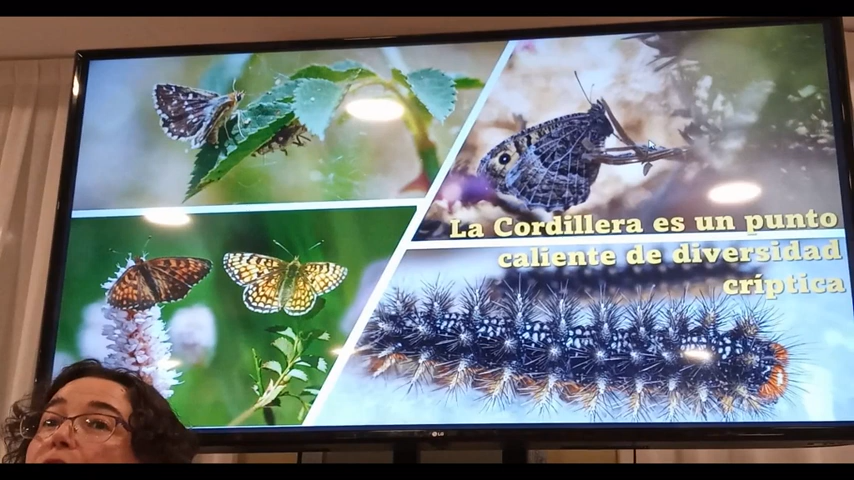 La Cordillera es un punto
caliente de diversidad
críptica
LG